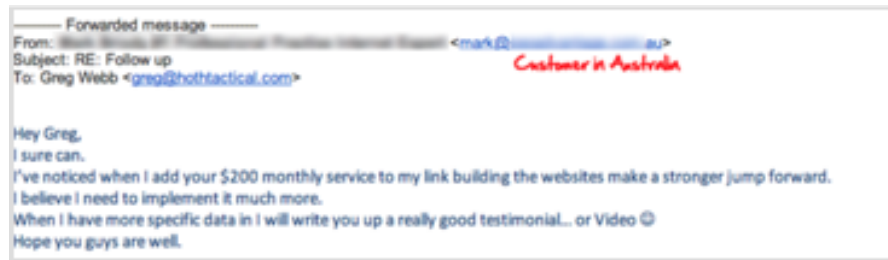 ---------- Forwarded message ----------
From: <mark@ au>
Subject: RE: Follow up
Customer in Australia
To: Greg Webb <greg@hothtactical.com>
Hey Greg,
I sure can.
I've noticed when I add your $200 monthly service to my link building the websites make a stronger jump forward.
I believe I need to implement it much more.
When I have more specific data in I will write you up a really good testimonial... or Video ☺
Hope you guys are well.